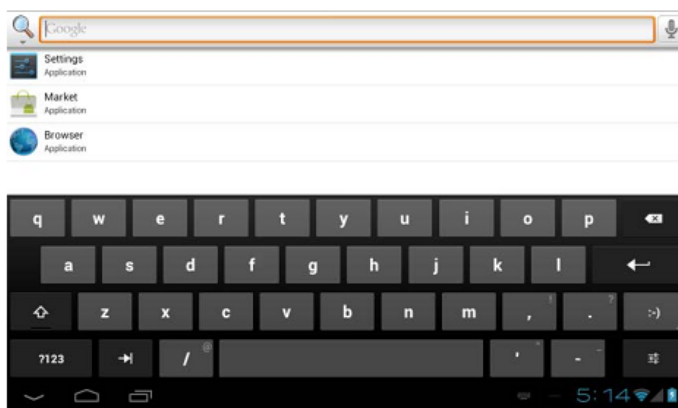 Google
Settings
Application
Market
Application
Browser
Application
q w e r t y u i o p
a s d f g h j k l
z x c v b n m , ! . ? :-)
?123 / @ ' " - _
5:14